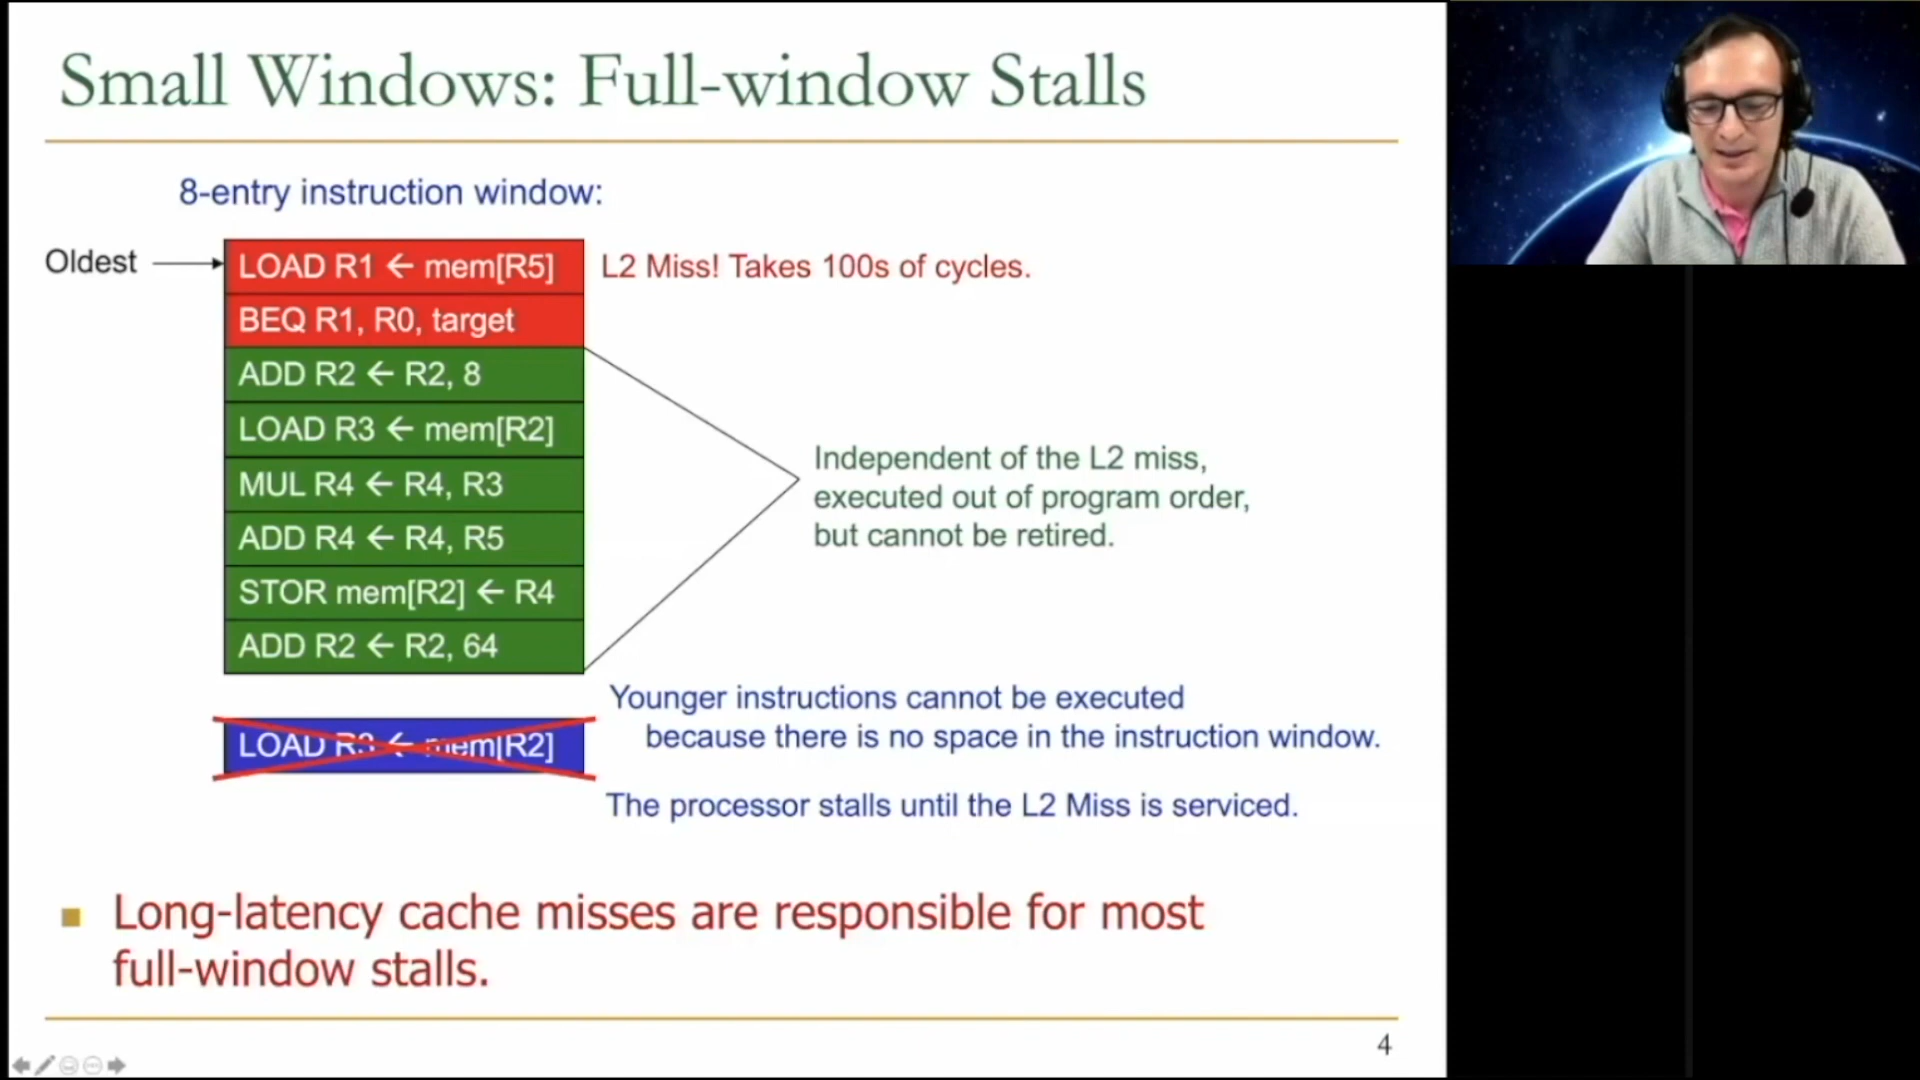 Small Windows: Full-window Stalls
8-entry instruction window:
Oldest
LOAD R1 ← mem[R5]
L2 Miss! Takes 100s of cycles.
BEQ R1, R0, target
ADD R2 ← R2, 8
LOAD R3 ← mem[R2]
MUL R4 ← R4, R3
ADD R4 ← R4, R5
STOR mem[R2] ← R4
ADD R2 ← R2, 64
Independent of the L2 miss,
executed out of program order,
but cannot be retired.
Younger instructions cannot be executed
because there is no space in the instruction window.
LOAD R3 ← mem[R2]
The processor stalls until the L2 Miss is serviced.
Long-latency cache misses are responsible for most
full-window stalls.
4